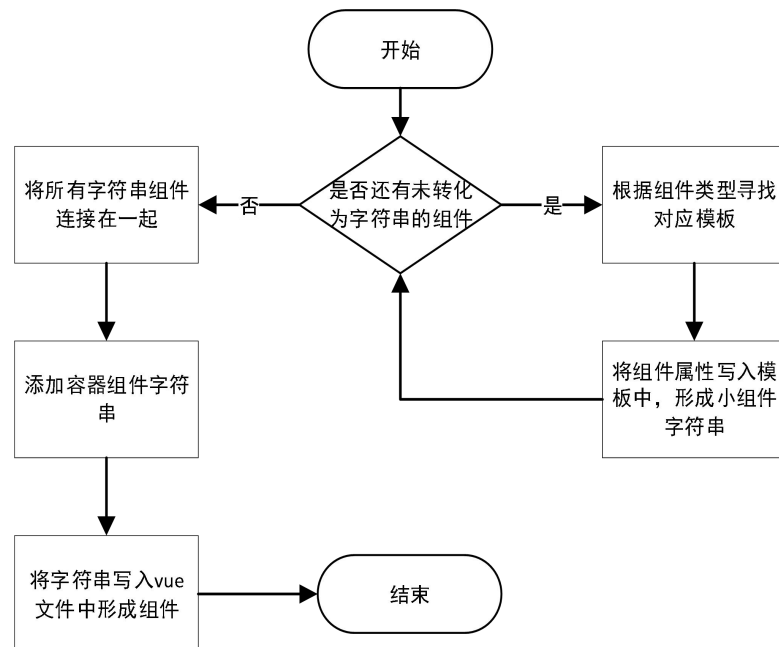 开始
是否还有未转化
为字符串的组件
否
是
将所有字符串组件
连接在一起
根据组件类型寻找
对应模板
添加容器组件字符
串
将组件属性写入模
板中，形成小组件
字符串
将字符串写入vue
文件中形成组件
结束